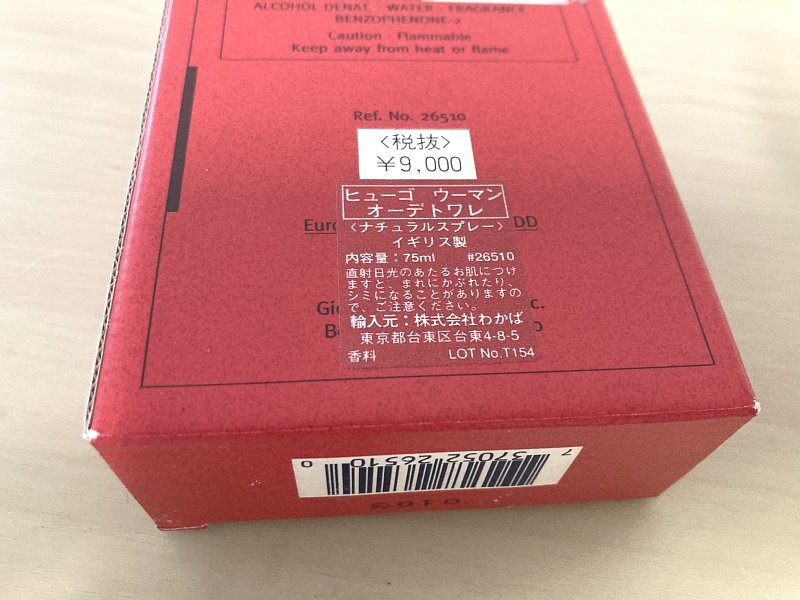 ALCOHOL DENAT. · WATER · FRAGRANCE
BENZOPHENONE-2
Caution - Flammable
Keep away from heat or flame
Ref. No. 26510
〈税抜〉
￥9,000
ヒューゴ ウーマン
オーデトワレ
〈ナチュラルスプレー〉
イギリス製
内容量：75ml #26510
直射日光のあたるお肌につけ
ますと、まれにかぶれたり、
シミになることがありますの
で、ご注意ください。
輸入元：株式会社わかば
東京都台東区台東4-8-5
香料 LOT No.T154
DD
7 37052 26510 0
0103